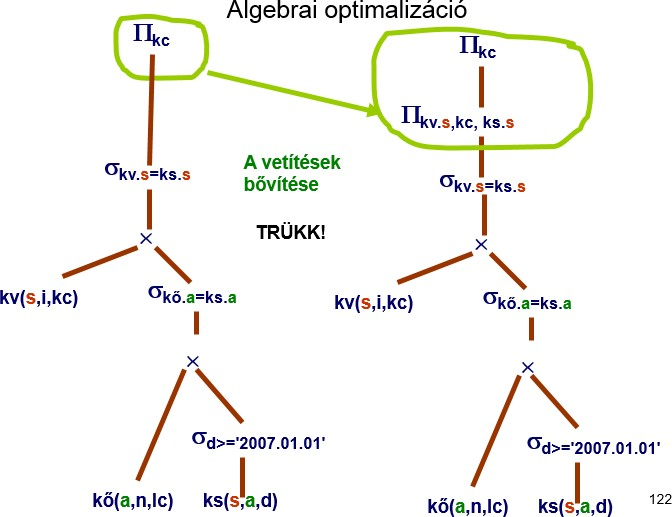 Algebrai optimalizáció
Πkc
Πkc
Πkv.s,kc, ks.s
A vetítések
bővítése
TRÜKK!
σkv.s=ks.s
σkv.s=ks.s
×
×
kv(s,i,kc)
σkő.a=ks.a
kv(s,i,kc)
σkő.a=ks.a
×
×
σd>='2007.01.01'
σd>='2007.01.01'
kő(a,n,lc)
ks(s,a,d)
kő(a,n,lc)
ks(s,a,d)
122